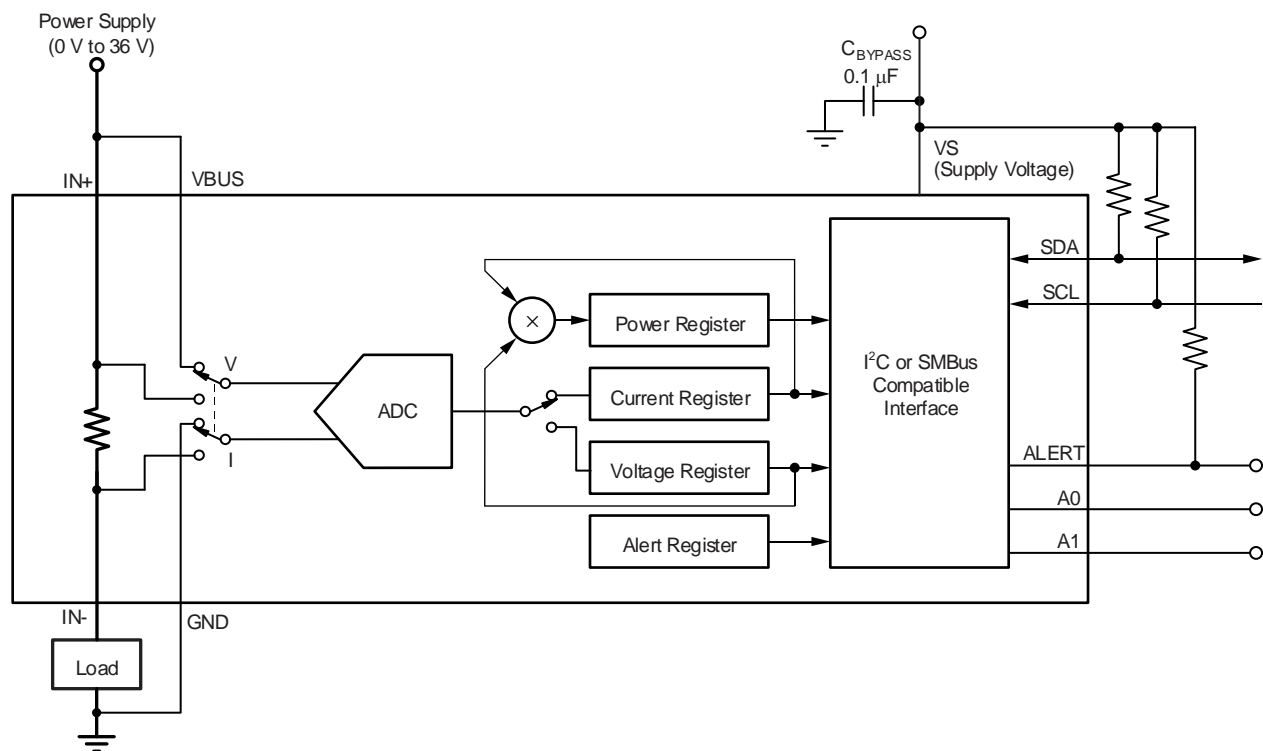 Power Supply
(0 V to 36 V)
C_BYPASS
0.1 μF
VS
(Supply Voltage)
IN+
VBUS
SDA
SCL
×
Power Register
V
I²C or SMBus
Compatible
Interface
ADC
Current Register
I
Voltage Register
ALERT
A0
Alert Register
A1
IN-
GND
Load